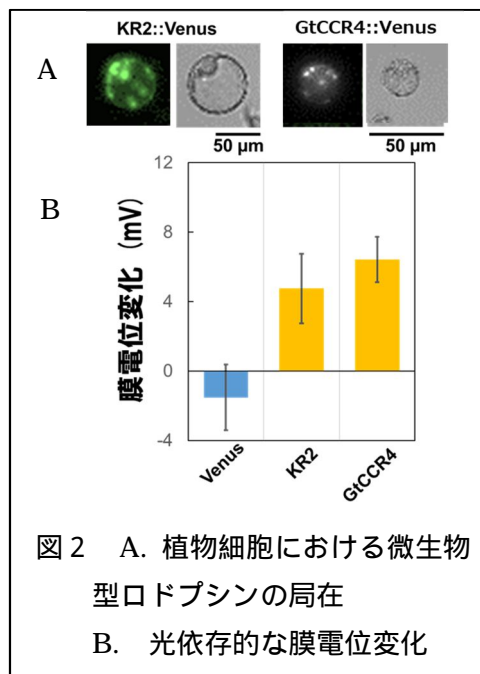 KR2::Venus GtCCR4::Venus
A
50 μm 50 μm
B
膜電位変化 (mV)
12
8
4
0
-4
Venus KR2 GtCCR4
図２ A. 植物細胞における微生物
型ロドプシンの局在
B. 光依存的な膜電位変化